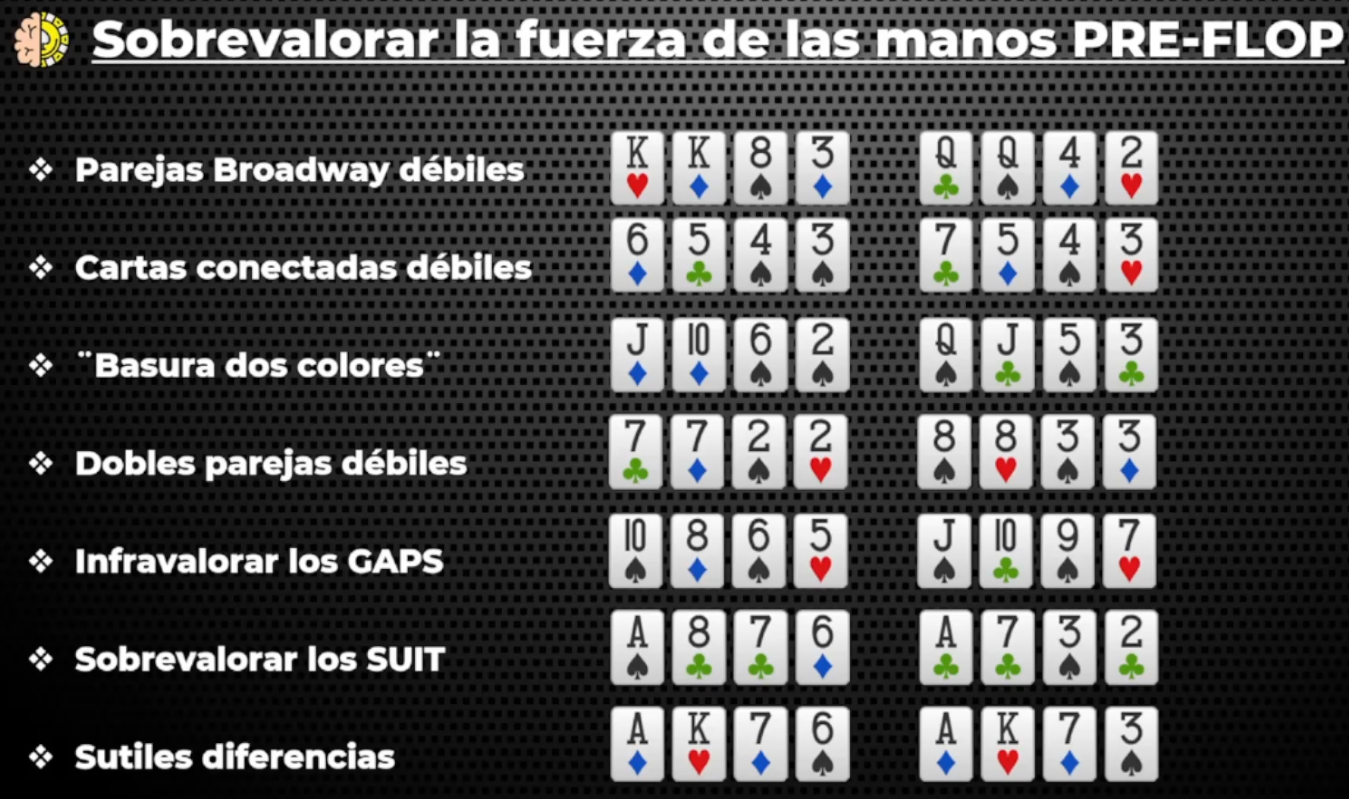 Sobrevalorar la fuerza de las manos PRE-FLOP
❖ Parejas Broadway débiles K♥ K♦ 8♠ 3♦ Q♣ Q♠ 4♦ 2♥
❖ Cartas conectadas débiles 6♦ 5♣ 4♠ 3♠ 7♣ 5♦ 4♠ 3♥
❖ ¨Basura dos colores¨ J♦ 10♦ 6♠ 2♠ Q♠ J♣ 5♠ 3♣
❖ Dobles parejas débiles 7♣ 7♦ 2♠ 2♥ 8♠ 8♥ 3♠ 3♦
❖ Infravalorar los GAPS 10♠ 8♦ 6♠ 5♥ J♠ 10♣ 9♠ 7♥
❖ Sobrevalorar los SUIT A♠ 8♣ 7♣ 6♦ A♣ 7♣ 3♠ 2♣
❖ Sutiles diferencias A♦ K♥ 7♦ 6♠ A♦ K♥ 7♦ 3♠